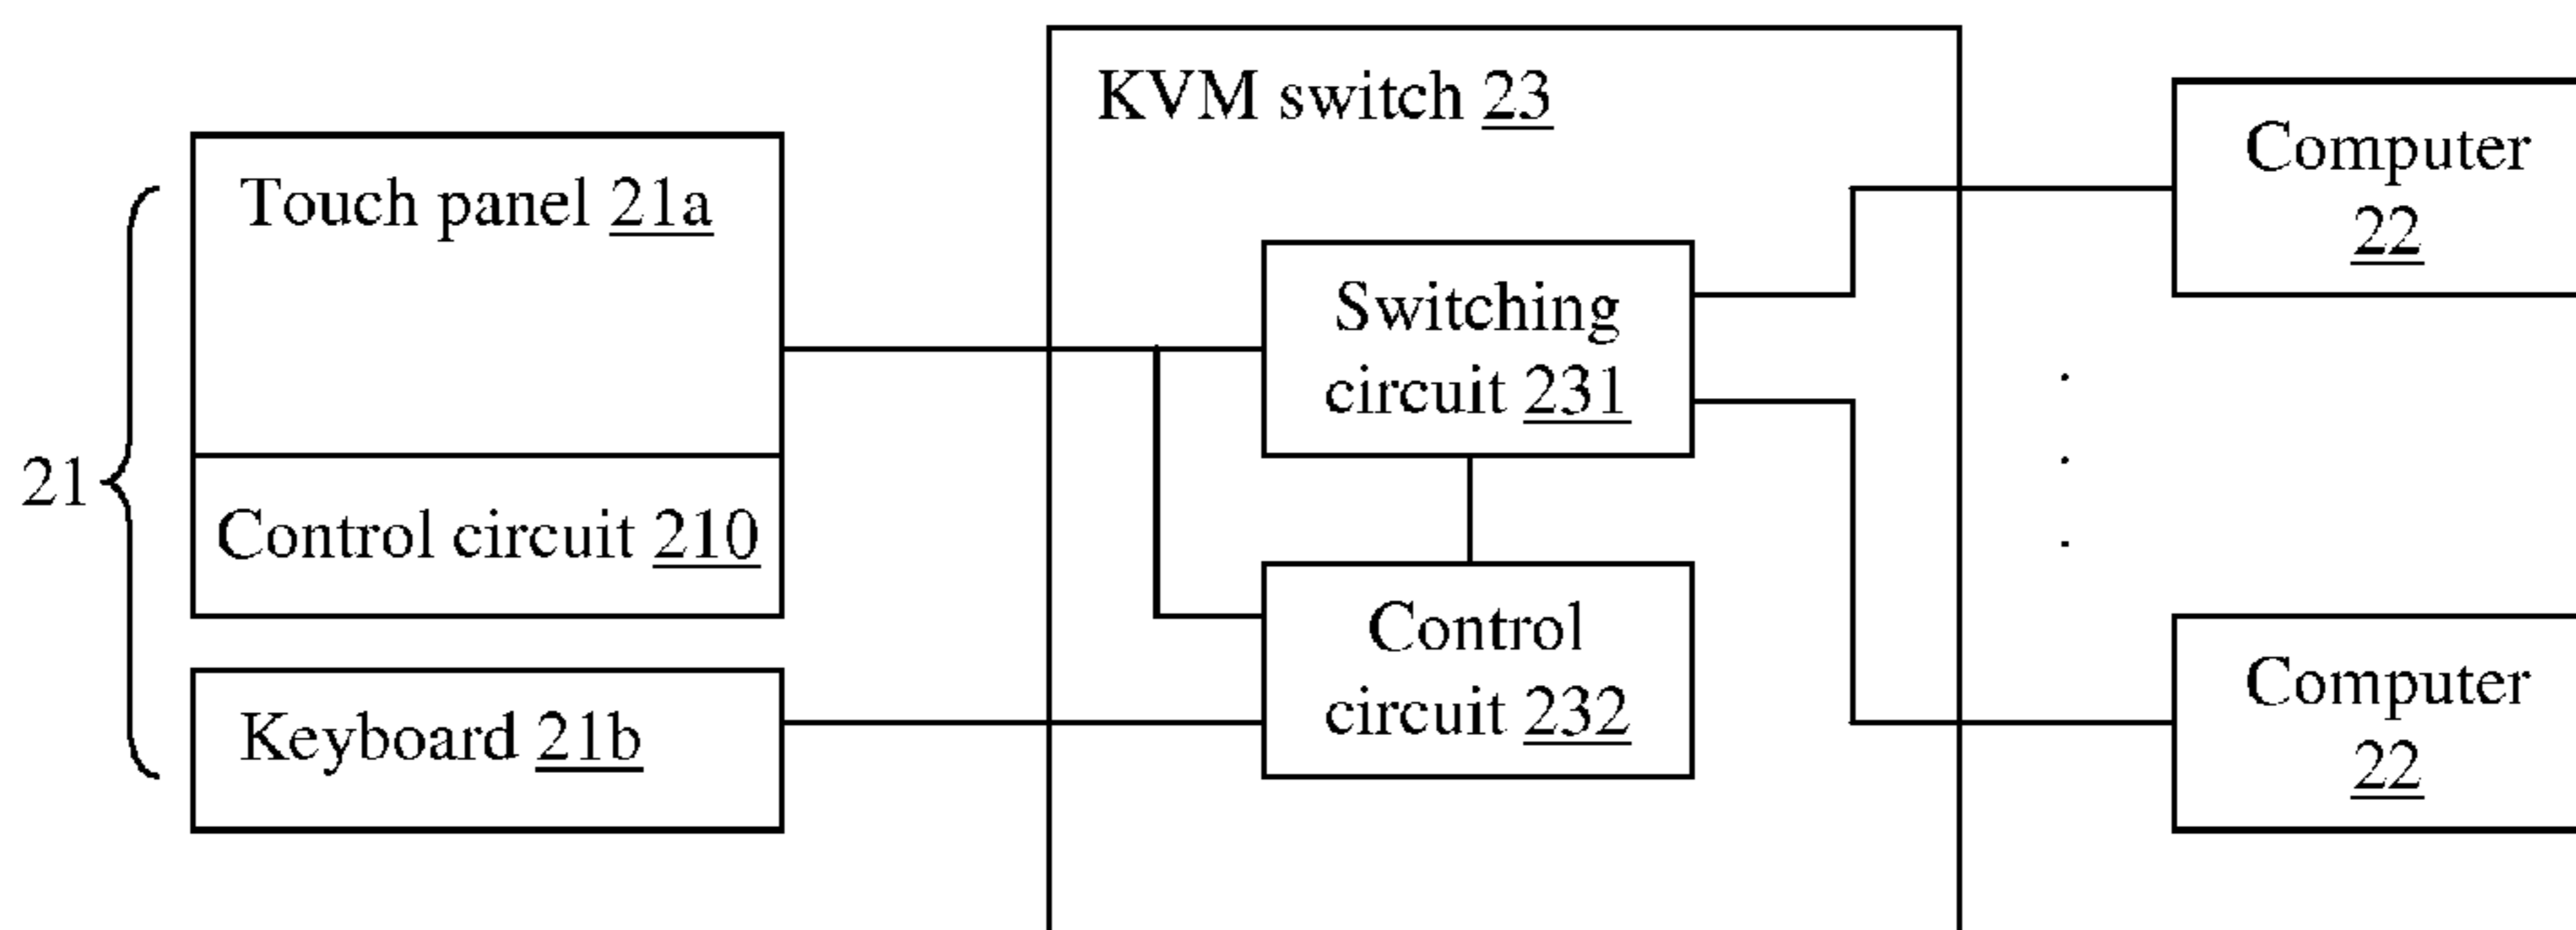 KVM switch 23
Touch panel 21a
Control circuit 210
21
Keyboard 21b
Switching
circuit 231
Control
circuit 232
Computer
22
Computer
22